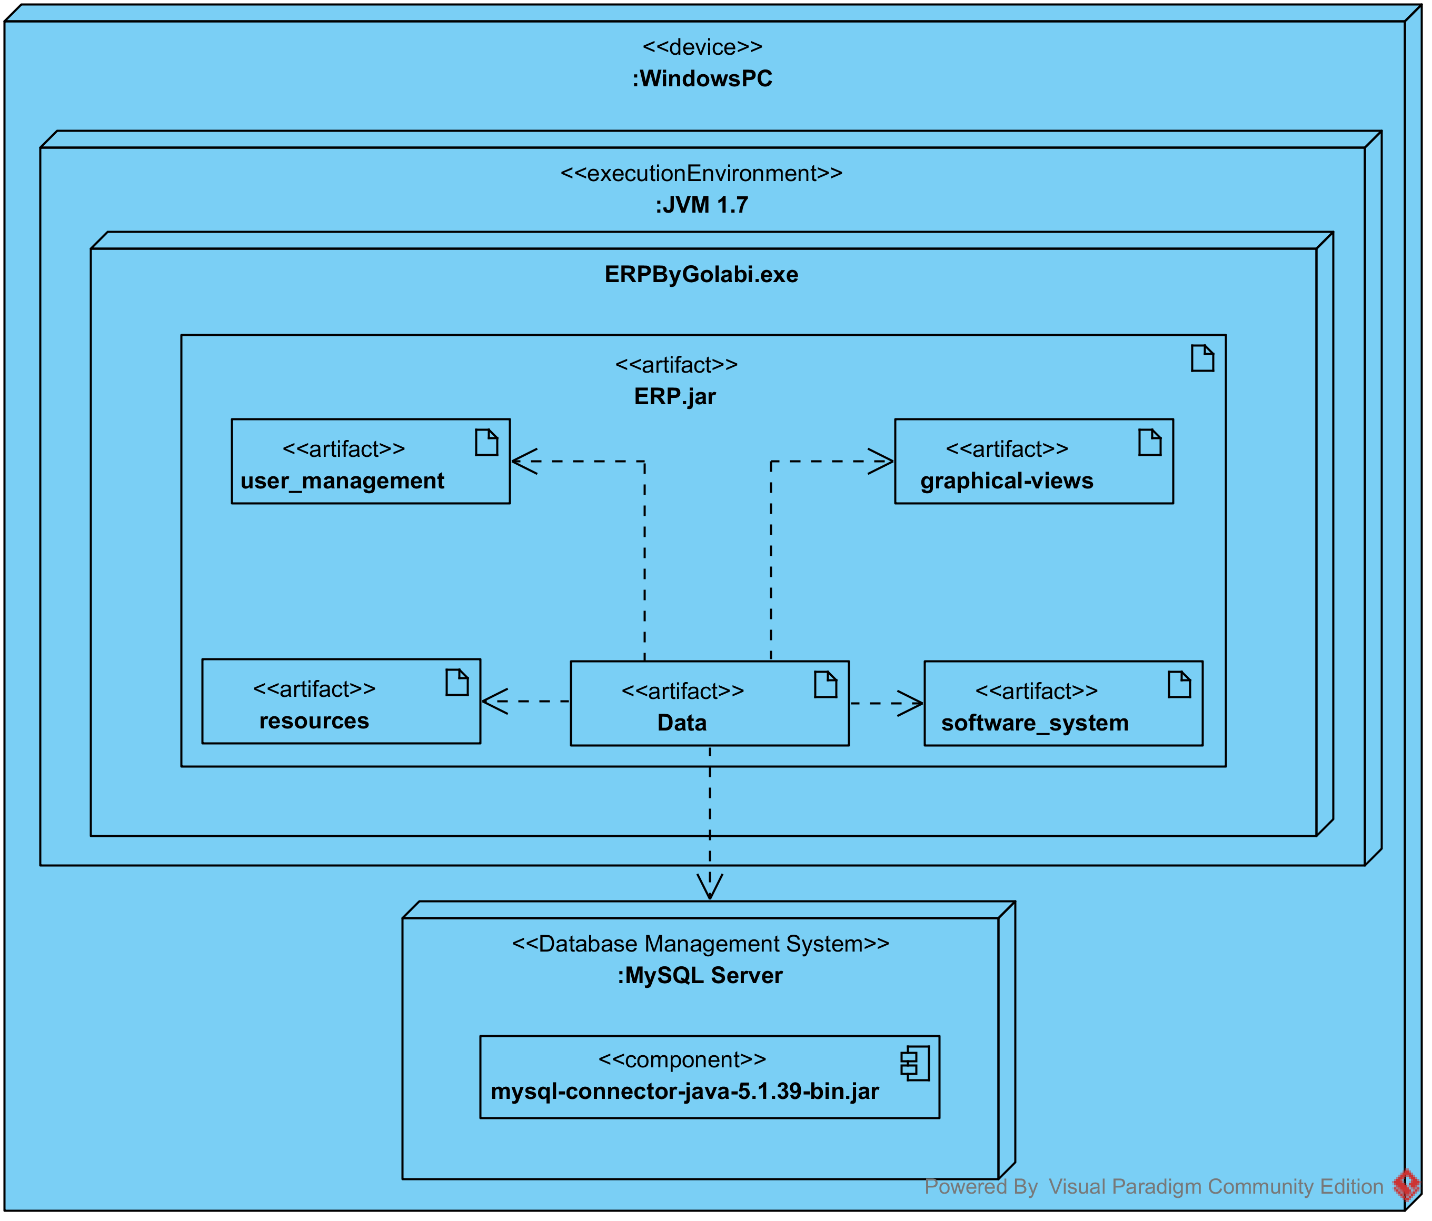 <<device>>
:WindowsPC
<<executionEnvironment>>
:JVM 1.7
ERPByGolabi.exe
<<artifact>>
ERP.jar
<<artifact>>
user_management
<<artifact>>
graphical-views
<<artifact>>
resources
<<artifact>>
Data
<<artifact>>
software_system
<<Database Management System>>
:MySQL Server
<<component>>
mysql-connector-java-5.1.39-bin.jar
Powered By Visual Paradigm Community Edition